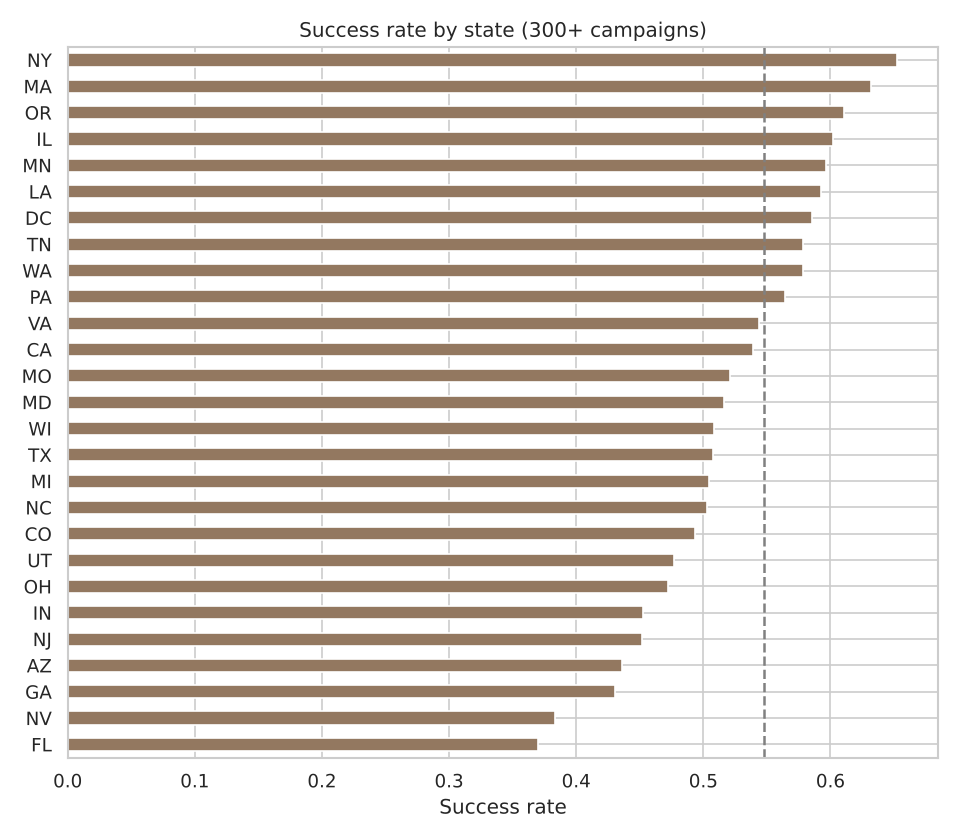 Success rate by state (300+ campaigns)
NY
MA
OR
IL
MN
LA
DC
TN
WA
PA
VA
CA
MO
MD
WI
TX
MI
NC
CO
UT
OH
IN
NJ
AZ
GA
NV
FL
0.0 0.1 0.2 0.3 0.4 0.5 0.6
Success rate